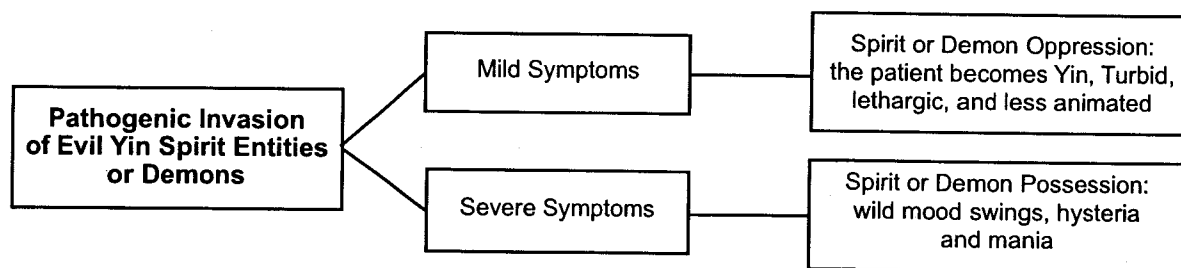 Pathogenic Invasion
of Evil Yin Spirit Entities
or Demons
Mild Symptoms
Spirit or Demon Oppression:
the patient becomes Yin, Turbid,
lethargic, and less animated
Severe Symptoms
Spirit or Demon Possession:
wild mood swings, hysteria
and mania